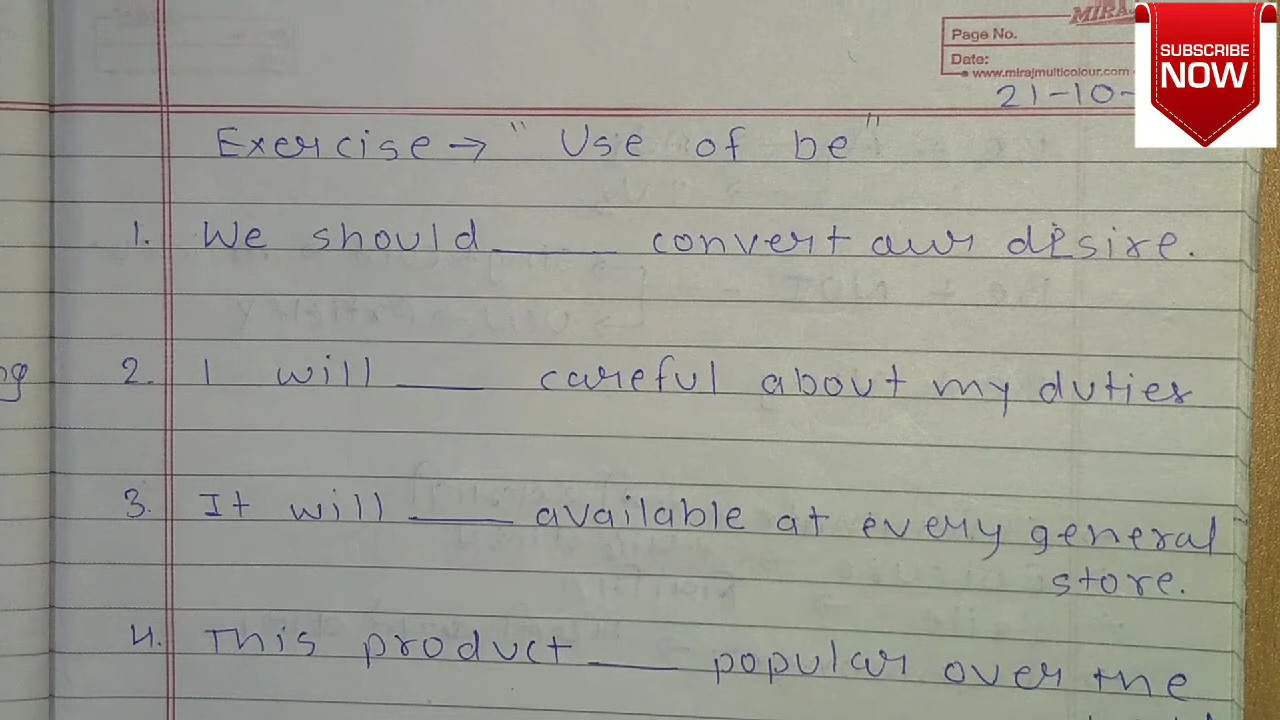 MIRAJ
Page No.
Date:
www.mirajmulticolour.com
21-10-
SUBSCRIBE
NOW
Exercise → "Use of be"
1. We should ____ convert our desire.
2. I will ____ careful about my duties
3. It will ____ available at every general
store.
4. This product ____ popular over the